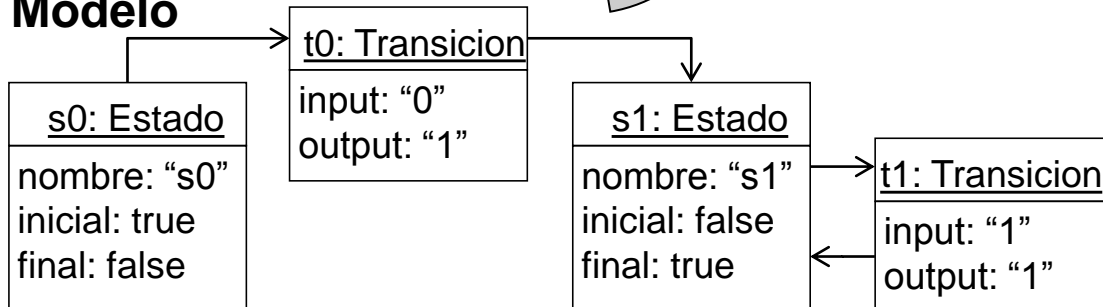 Modelo
t0: Transicion
input: “0”
output: “1”
s0: Estado
nombre: “s0”
inicial: true
final: false
s1: Estado
nombre: “s1”
inicial: false
final: true
t1: Transicion
input: “1”
output: “1”